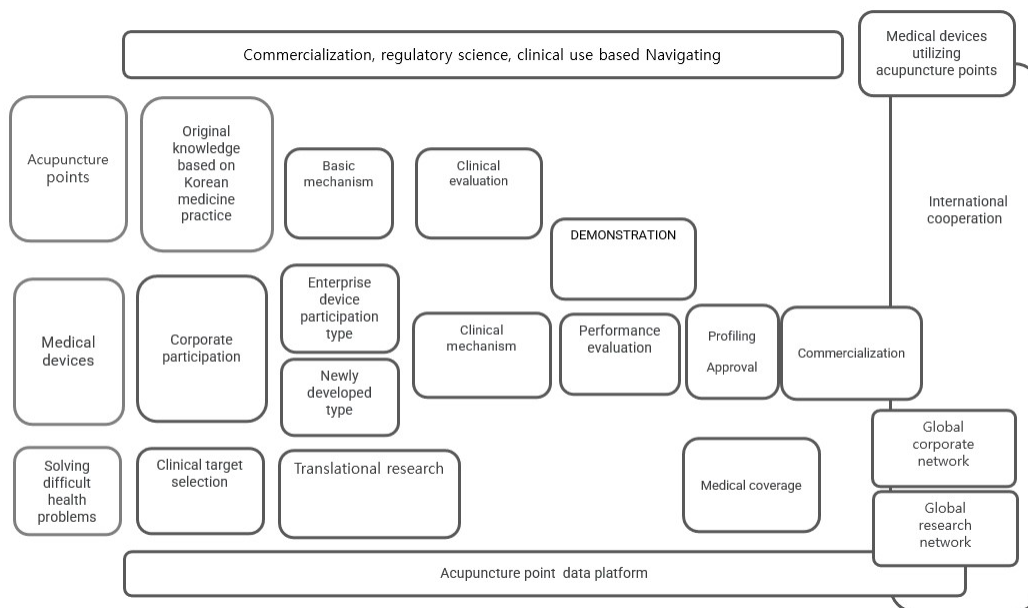 Commercialization, regulatory science, clinical use based Navigating
Medical devices
utilizing
acupuncture points
Acupuncture
points
Original
knowledge
based on
Korean
medicine
practice
Basic
mechanism
Clinical
evaluation
International
cooperation
DEMONSTRATION
Medical
devices
Corporate
participation
Enterprise
device
participation
type
Newly
developed
type
Clinical
mechanism
Performance
evaluation
Profiling
Approval
Commercialization
Global
corporate
network
Solving
difficult
health
problems
Clinical target
selection
Translational research
Medical coverage
Global
research
network
Acupuncture point data platform